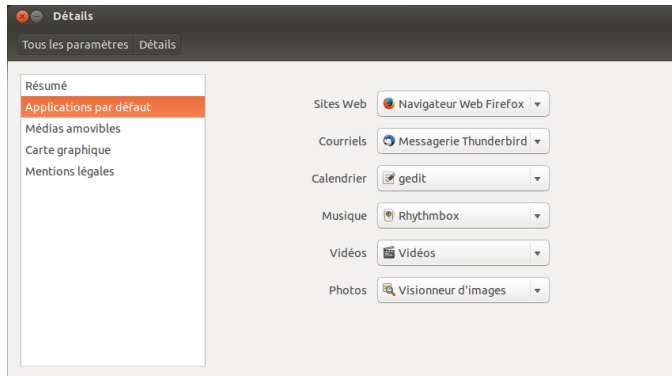 Détails
Tous les paramètres Détails
Résumé
Applications par défaut
Médias amovibles
Carte graphique
Mentions légales
Sites Web Navigateur Web Firefox
Courriels Messagerie Thunderbird
Calendrier gedit
Musique Rhythmbox
Vidéos Vidéos
Photos Visionneur d'images